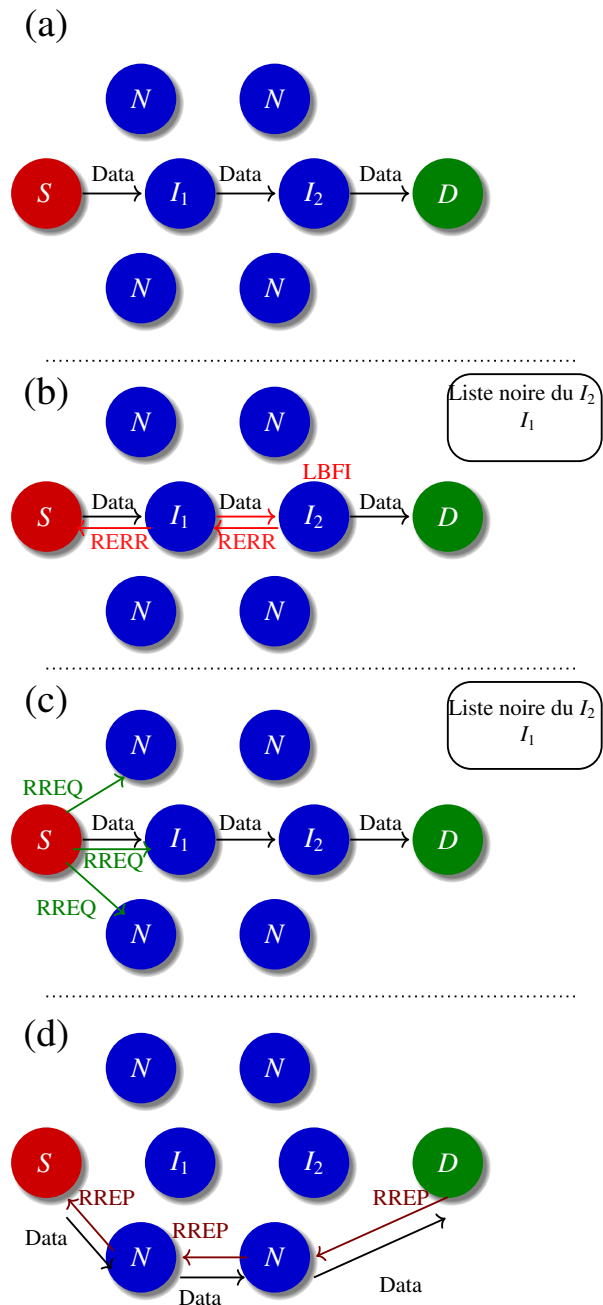 (a)
N N
Data Data Data
S I₁ I₂ D
N N
(b)
Liste noire du I₂
I₁
N N
LBFI
Data Data Data
S I₁ I₂ D
RERR RERR
N N
(c)
Liste noire du I₂
I₁
N N
RREQ
Data Data Data
S I₁ I₂ D
RREQ
RREQ
N N
(d)
N N
S I₁ I₂ D
RREP RREP
RREP
Data
N N
Data Data